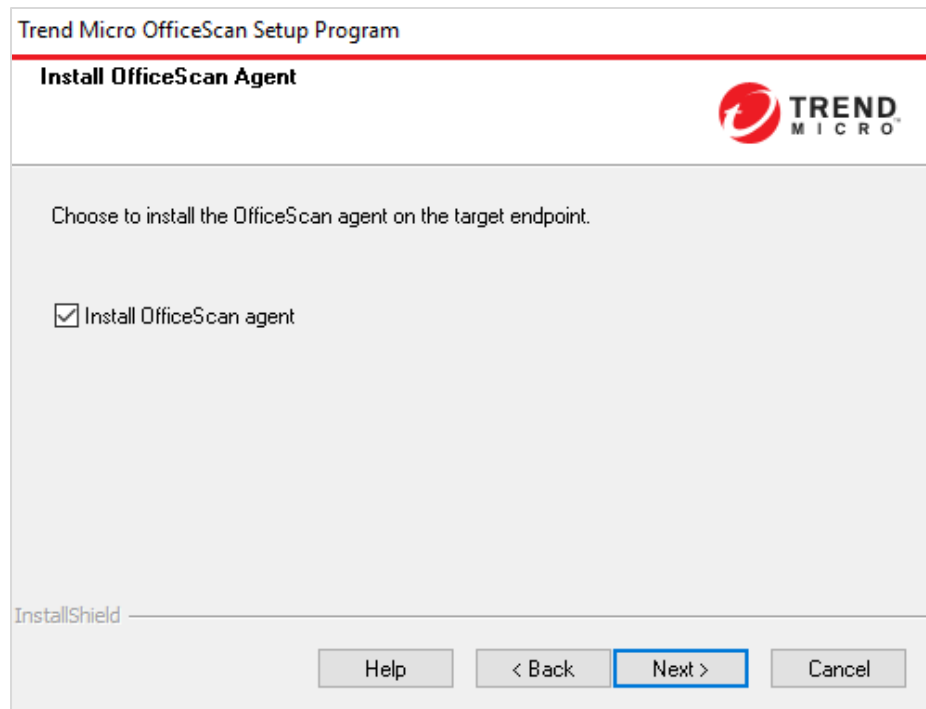 Trend Micro OfficeScan Setup Program
Install OfficeScan Agent
TREND
MICRO
Choose to install the OfficeScan agent on the target endpoint.
Install OfficeScan agent
InstallShield
Help
< Back
Next >
Cancel